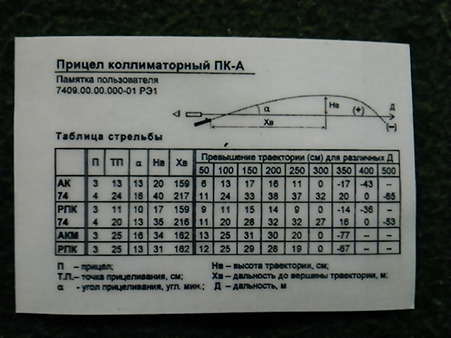 Прицел коллиматорный ПК-А
Памятка пользователя
7409.00.00.000-01 РЭ1
α Нв (+) Д
Хв (–)
Таблица стрельбы
П ТП α Нв Хв Превышение траектории (см) для различных Д
50 100 150 200 250 300 350 400 500
АК 3 13 13 20 159 6 13 17 16 11 0 -17 -43 –
74 4 24 16 40 217 11 24 33 38 37 32 20 0 -65
РПК 3 11 10 17 159 9 11 15 14 9 0 -14 -36 –
74 4 20 13 35 216 11 20 28 32 32 27 16 0 -53
АКМ 3 25 16 34 162 13 25 31 30 20 0 -77 – –
РПК 3 25 13 31 162 12 25 29 28 19 0 -67 – –
П – прицел; Нв – высота траектории, см;
Т.П.– точка прицеливания, см; Хв – дальность до вершины траектории, м;
α - угол прицеливания, угл. мин.; Д – дальность, м